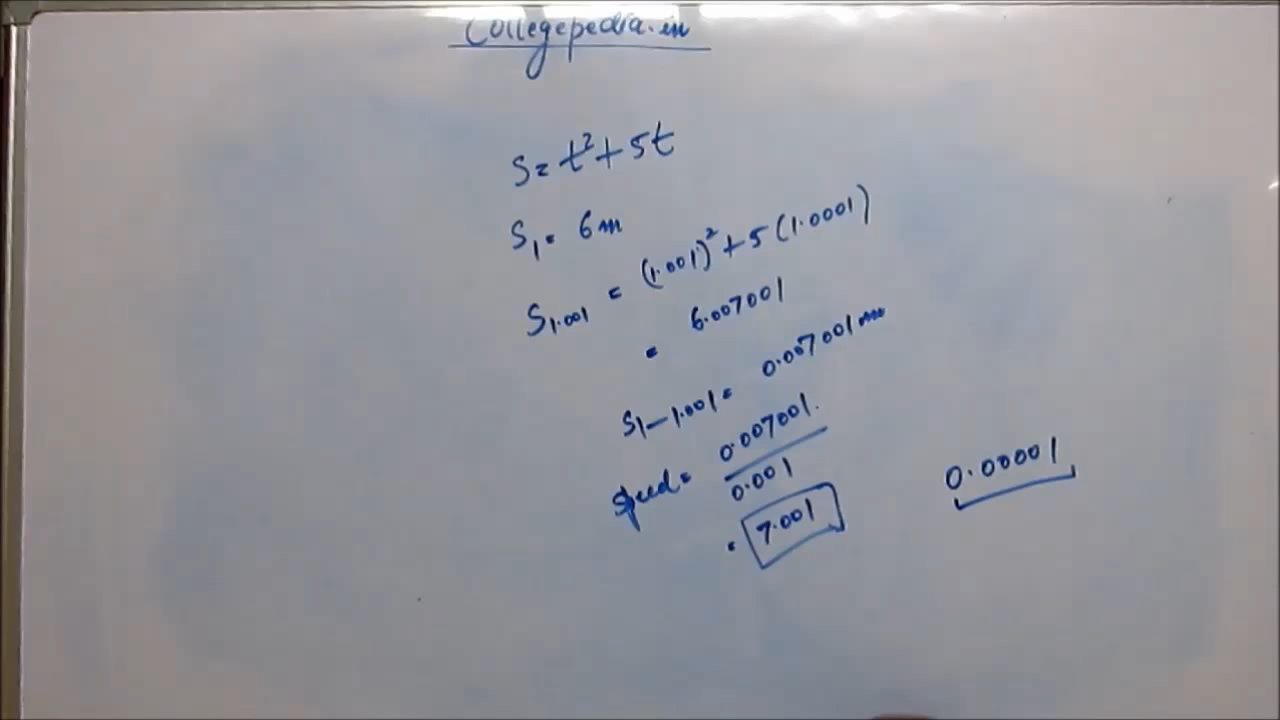 Collegepedia.in
S = t² + 5t
S₁ = 6m
S₁.₀₀₁ = (1.001)² + 5(1.0001)
= 6.007001
S₁₋₁.₀₀₁ = 0.007001 m
Speed = 0.007001
0.001
= 7.001
0.00001